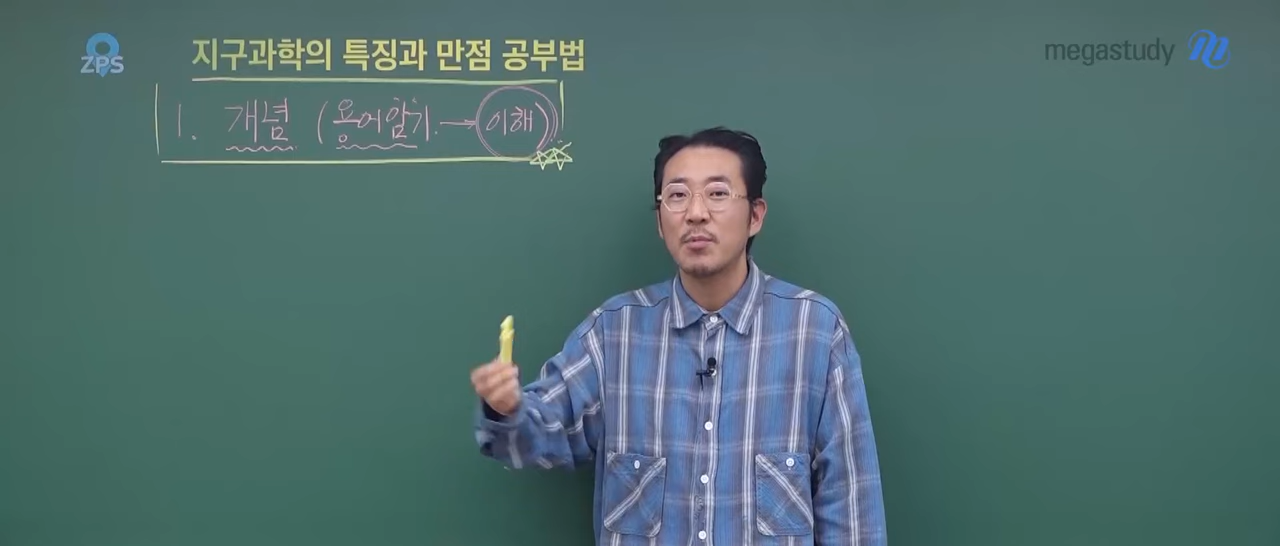 ZPS
지구과학의 특징과 만점 공부법
megastudy
1. 개념 (용어암기. → 이해)